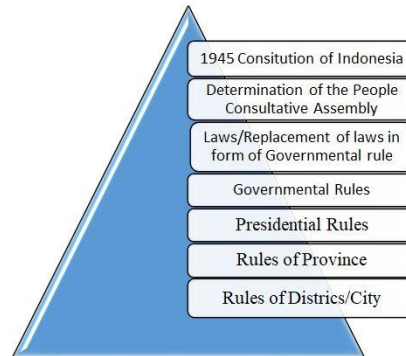 1945 Consitution of Indonesia
Determination of the People
Consultative Assembly
Laws/Replacement of laws in
form of Governmental rule
Governmental Rules
Presidential Rules
Rules of Province
Rules of Districs/City